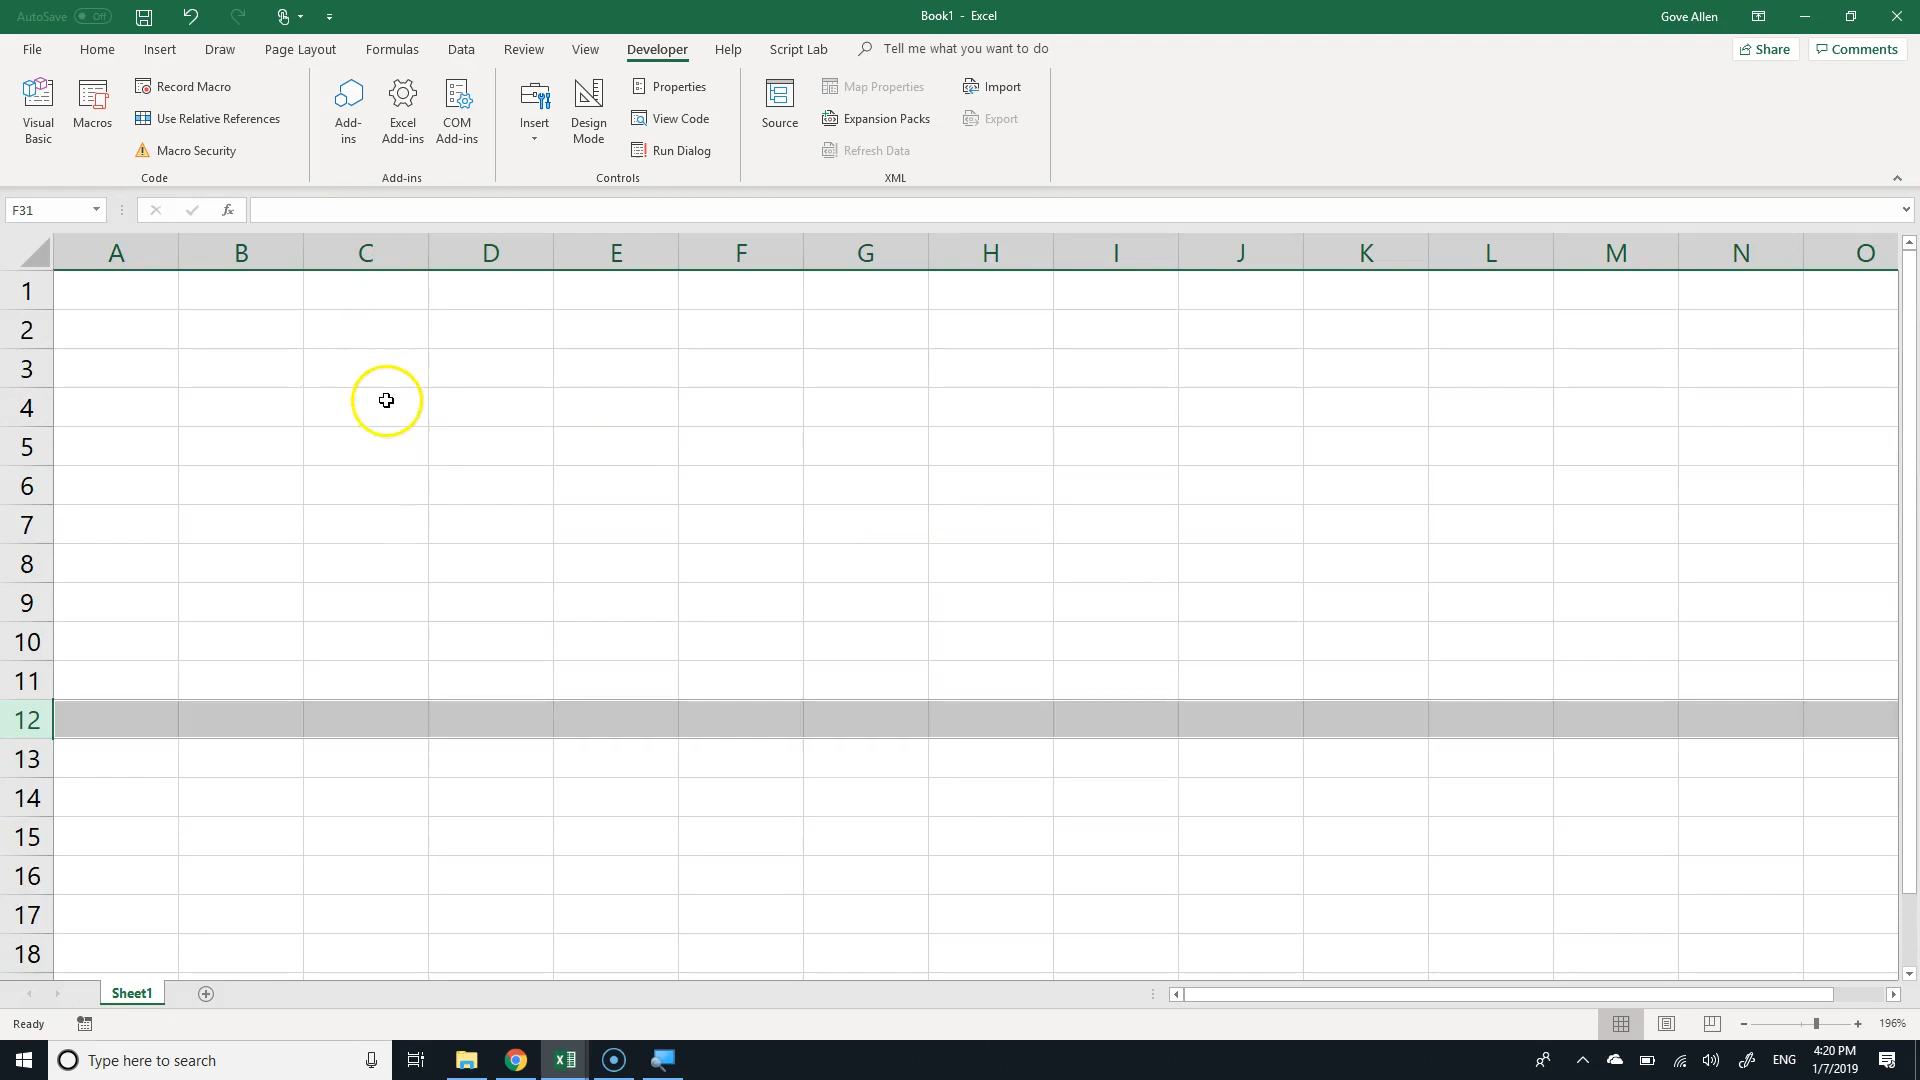 AutoSave Off
Book1 - Excel
Gove Allen
File Home Insert Draw Page Layout Formulas Data Review View Developer Help Script Lab Tell me what you want to do Share Comments
Visual Basic
Macros
Record Macro
Use Relative References
Macro Security
Code
Add-ins
Excel Add-ins
COM Add-ins
Add-ins
Insert
Design Mode
Properties
View Code
Run Dialog
Controls
Source
Map Properties
Expansion Packs
Refresh Data
Import
Export
XML
F31
fx
A B C D E F G H I J K L M N O
1
2
3
4
5
6
7
8
9
10
11
12
13
14
15
16
17
18
Sheet1
Ready
196%
Type here to search
ENG
4:20 PM
1/7/2019